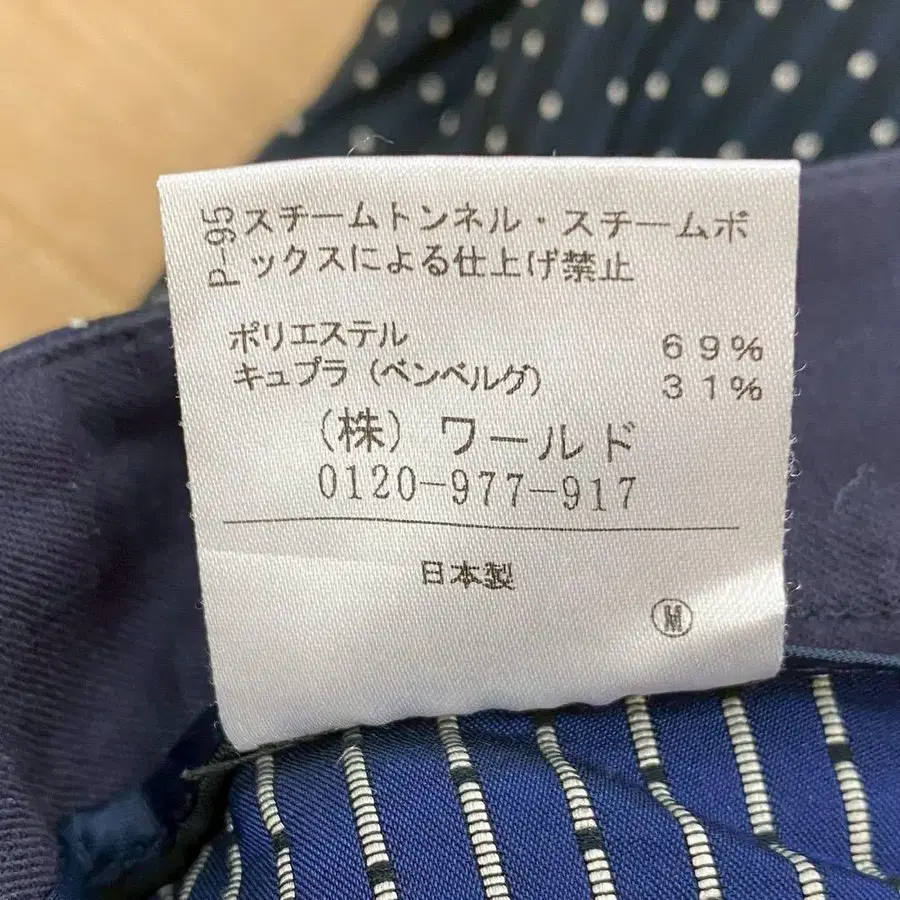 P-95
スチームトンネル・スチームボ
ックスによる仕上げ禁止
ポリエステル 69%
キュプラ(ベンベルグ) 31%
(株) ワールド
0120-977-917
日本製
M